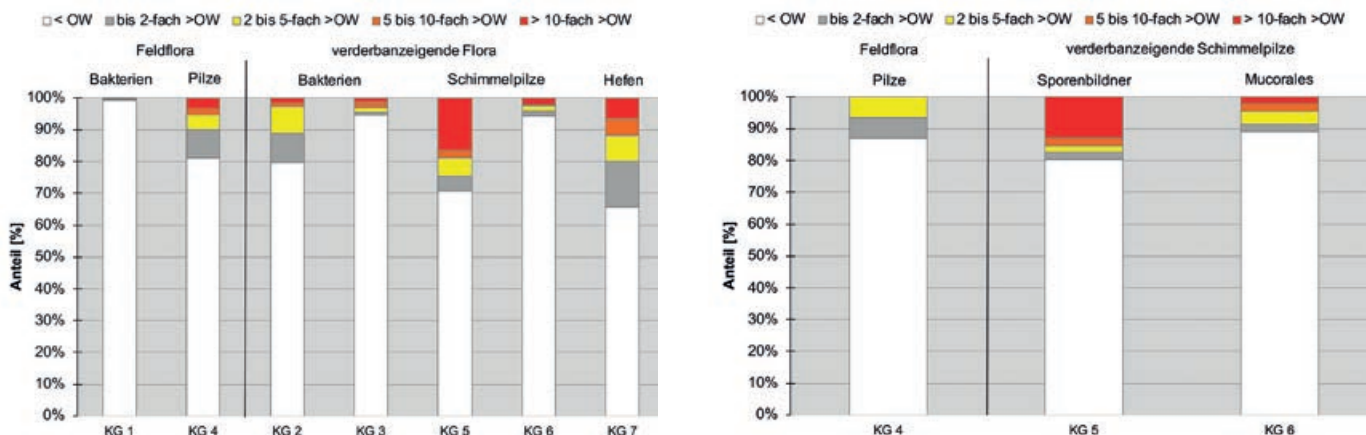 < OW bis 2-fach >OW 2 bis 5-fach >OW 5 bis 10-fach >OW > 10-fach >OW
Feldflora verderbanzeigende Flora
Bakterien Pilze Bakterien Schimmelpilze Hefen
100%
90%
80%
70%
60%
50%
40%
30%
20%
10%
0%
Anteil [%]
KG 1 KG 4 KG 2 KG 3 KG 5 KG 6 KG 7
< OW bis 2-fach >OW 2 bis 5-fach >OW 5 bis 10-fach >OW > 10-fach >OW
Feldflora verderbanzeigende Schimmelpilze
Pilze Sporenbildner Mucorales
100%
90%
80%
70%
60%
50%
40%
30%
20%
10%
0%
Anteil [%]
KG 4 KG 5 KG 6